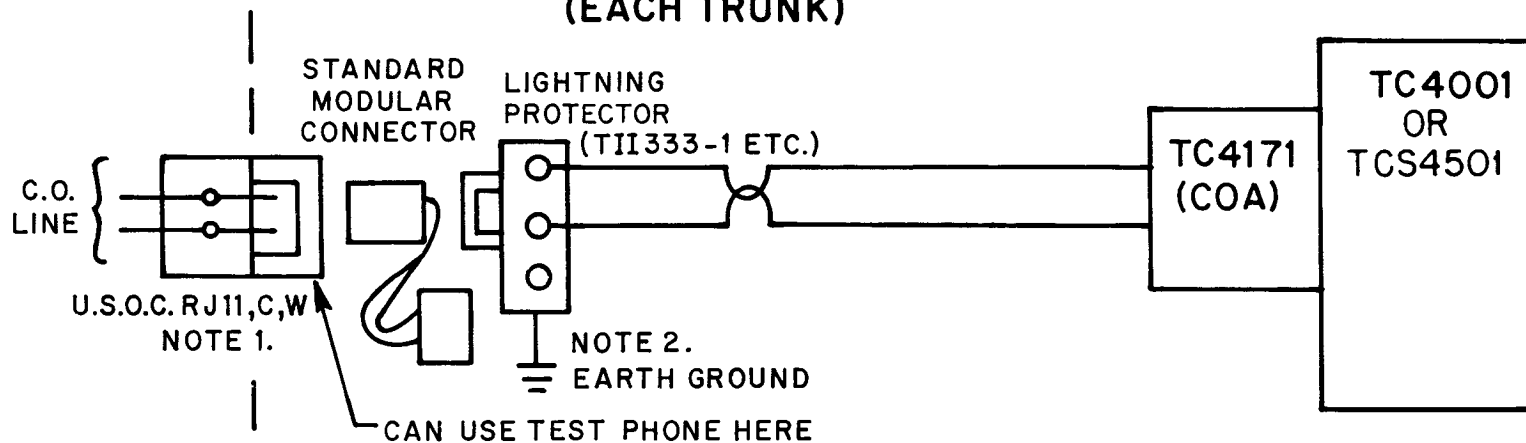 (EACH TRUNK)
STANDARD
MODULAR
CONNECTOR
LIGHTNING
PROTECTOR
(TII333-1 ETC.)
C.O.
LINE
TC4171
(COA)
TC4001
OR
TCS4501
U.S.O.C. RJ11,C,W
NOTE 1.
NOTE 2.
EARTH GROUND
CAN USE TEST PHONE HERE